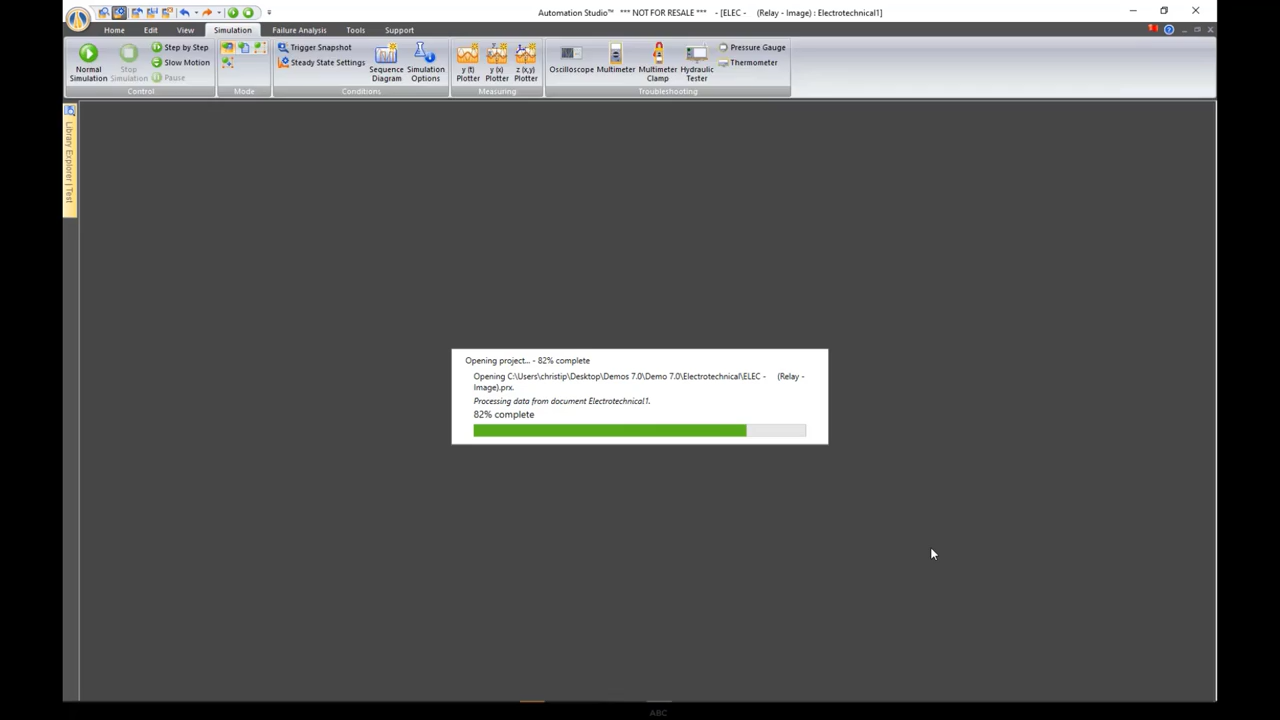 Automation Studio™ *** NOT FOR RESALE *** - [ELEC - (Relay - Image) : Electrotechnical1]
Home Edit View Simulation Failure Analysis Tools Support
Normal Simulation
Stop Simulation
Step by Step
Slow Motion
Pause
Control
Mode
Trigger Snapshot
Steady State Settings
Sequence Diagram
Simulation Options
Conditions
y (t) Plotter
y (x) Plotter
z (x,y) Plotter
Measuring
Oscilloscope
Multimeter
Multimeter Clamp
Hydraulic Tester
Pressure Gauge
Thermometer
Troubleshooting
Library Explorer | Test
Opening project... - 82% complete
Opening C:\Users\christip\Desktop\Demos 7.0\Demo 7.0\Electrotechnical\ELEC - (Relay -
Image).prx.
Processing data from document Electrotechnical1.
82% complete
ABC